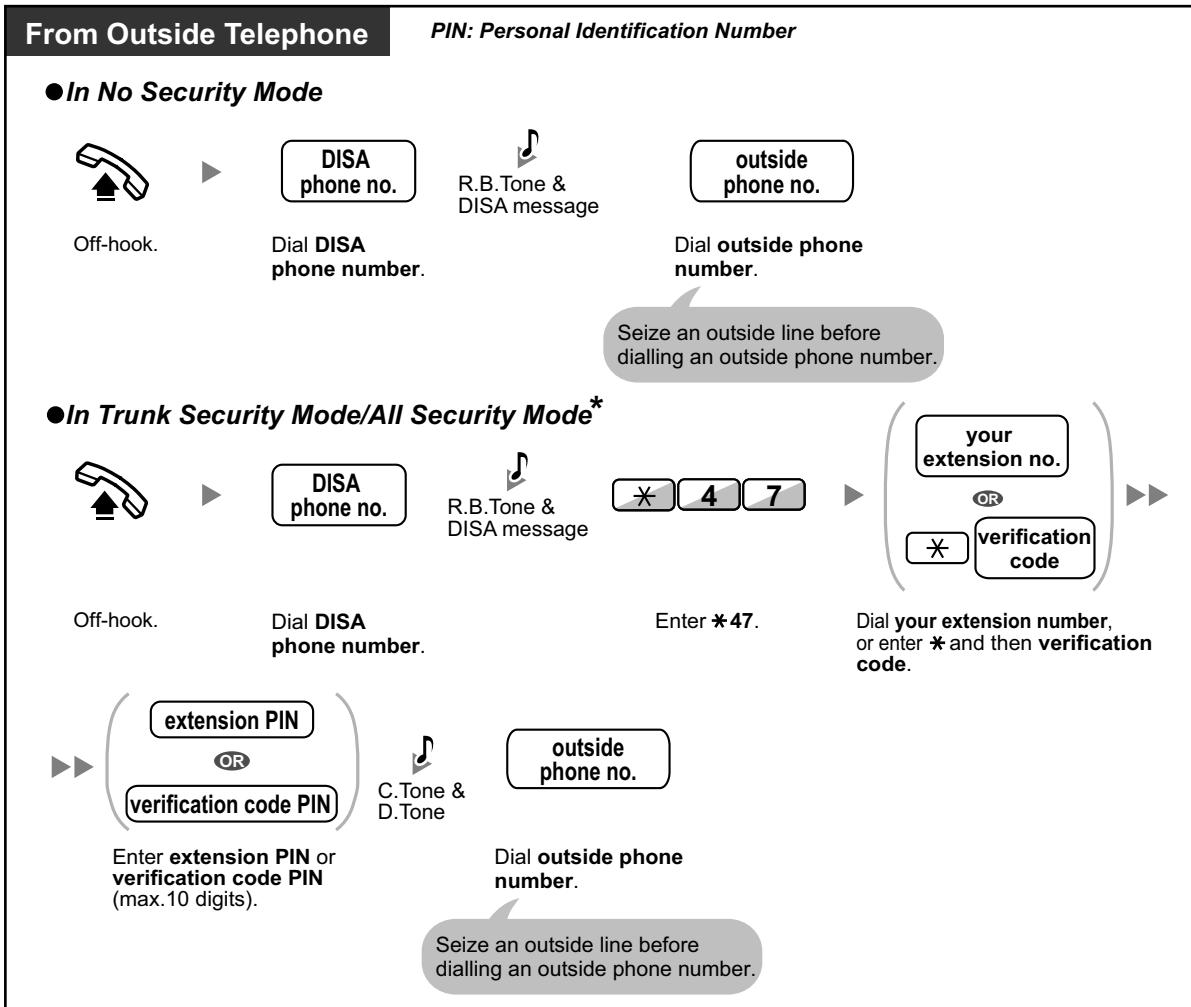 From Outside Telephone
PIN: Personal Identification Number
●In No Security Mode
DISA
phone no.
R.B.Tone &
DISA message
outside
phone no.
Off-hook.
Dial DISA
phone number.
Dial outside phone
number.
Seize an outside line before
dialling an outside phone number.
●In Trunk Security Mode/All Security Mode*
DISA
phone no.
R.B.Tone &
DISA message
* 4 7
your
extension no.
OR
* verification
code
Off-hook.
Dial DISA
phone number.
Enter *47.
Dial your extension number,
or enter * and then verification
code.
extension PIN
OR
verification code PIN
C.Tone &
D.Tone
outside
phone no.
Enter extension PIN or
verification code PIN
(max.10 digits).
Dial outside phone
number.
Seize an outside line before
dialling an outside phone number.